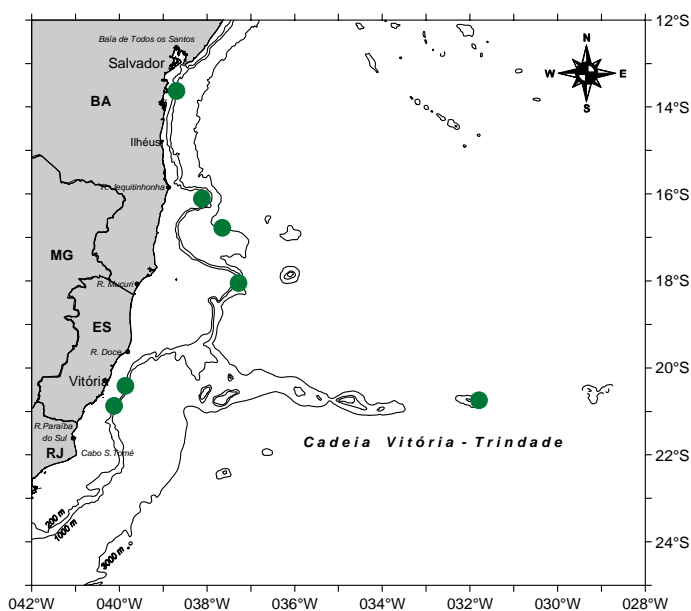 12°S
Baía de Todos os Santos
N
Salvador
W
E
S
BA
14°S
Ilhéus
R. Jequitinhonha
16°S
MG
R. Mucuri
18°S
ES
R. Doce
Vitória
20°S
R.Paraíba
do Sul
RJ
Cabo S.Tomé
Cadeia Vitória - Trindade
22°S
200 m
1000 m
3000 m
24°S
042°W
040°W
038°W
036°W
034°W
032°W
030°W
028°W